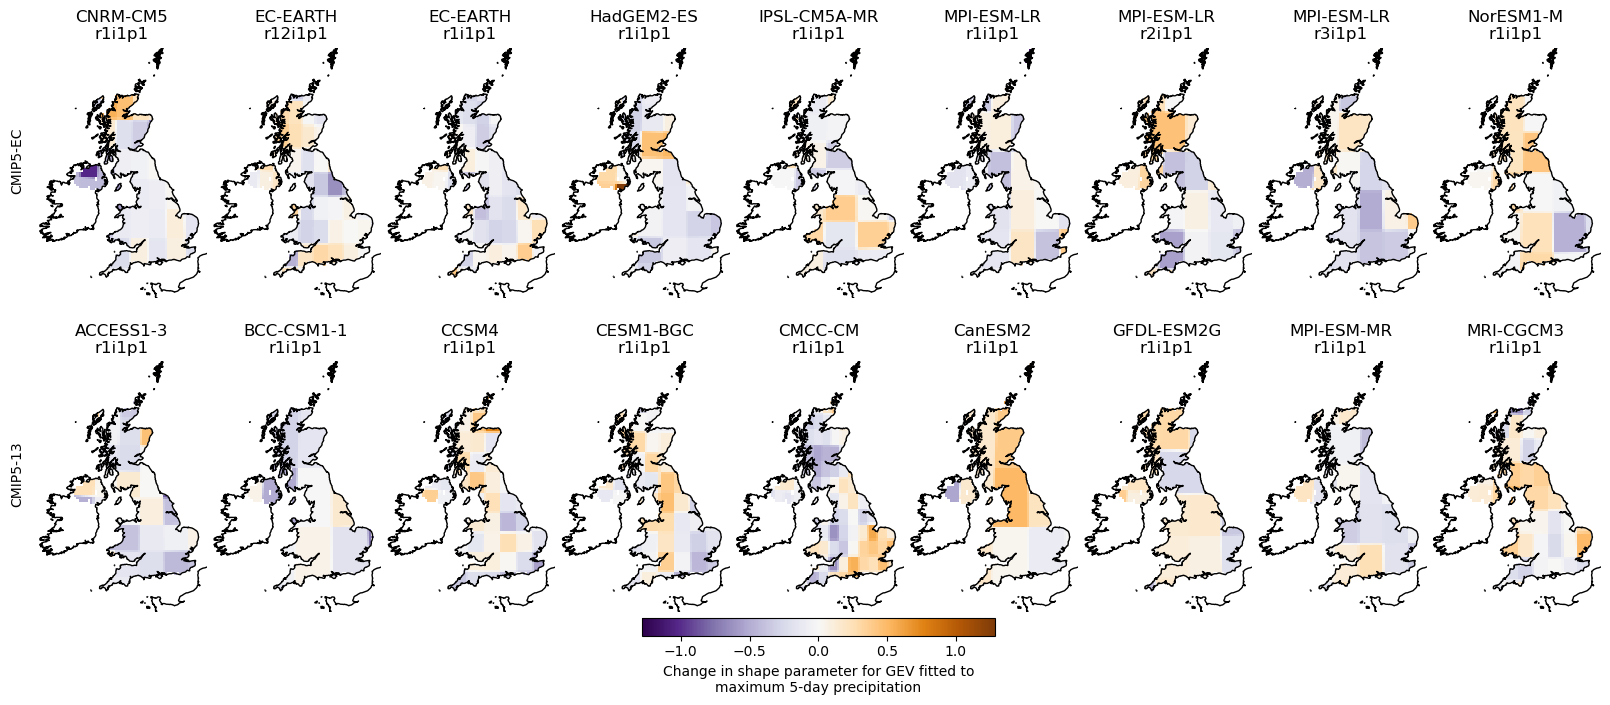 CNRM-CM5
r1i1p1
EC-EARTH
r12i1p1
EC-EARTH
r1i1p1
HadGEM2-ES
r1i1p1
IPSL-CM5A-MR
r1i1p1
MPI-ESM-LR
r1i1p1
MPI-ESM-LR
r2i1p1
MPI-ESM-LR
r3i1p1
NorESM1-M
r1i1p1
CMIP5-EC
ACCESS1-3
r1i1p1
BCC-CSM1-1
r1i1p1
CCSM4
r1i1p1
CESM1-BGC
r1i1p1
CMCC-CM
r1i1p1
CanESM2
r1i1p1
GFDL-ESM2G
r1i1p1
MPI-ESM-MR
r1i1p1
MRI-CGCM3
r1i1p1
CMIP5-13
−1.0 −0.5 0.0 0.5 1.0
Change in shape parameter for GEV fitted to
maximum 5-day precipitation